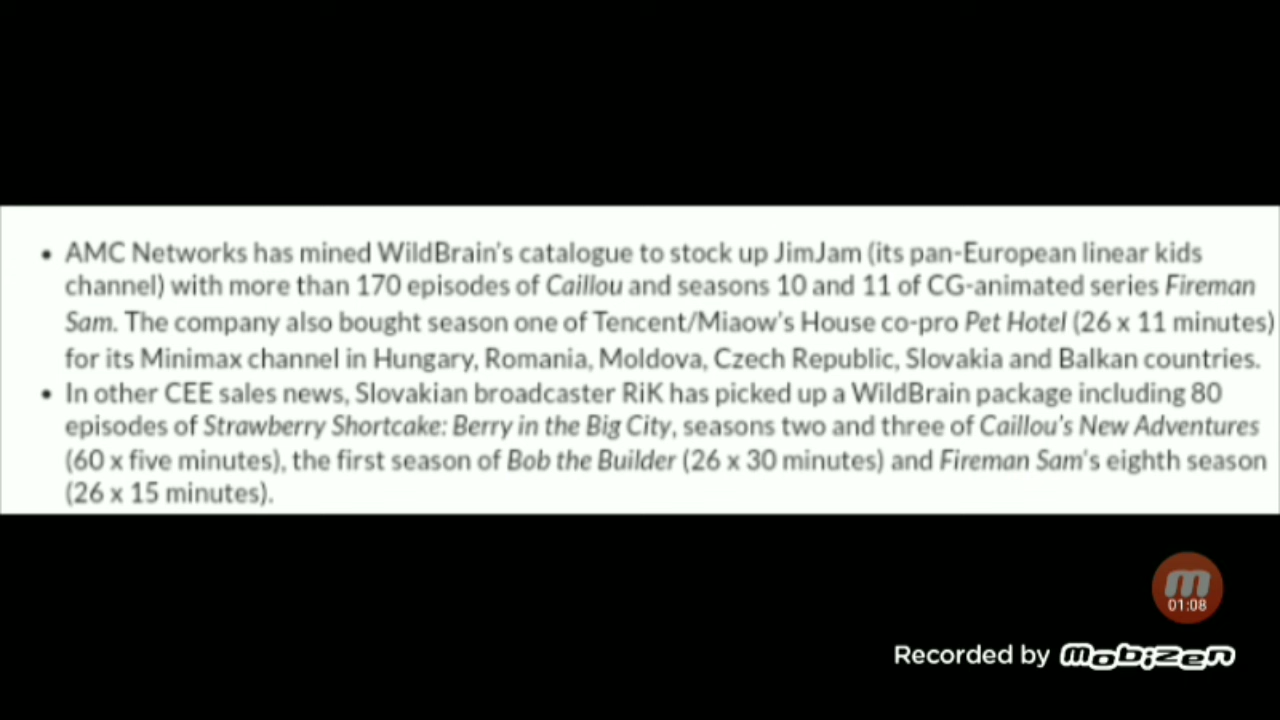 • AMC Networks has mined WildBrain's catalogue to stock up JimJam (its pan-European linear kids
channel) with more than 170 episodes of Caillou and seasons 10 and 11 of CG-animated series Fireman
Sam. The company also bought season one of Tencent/Miaow's House co-pro Pet Hotel (26 x 11 minutes)
for its Minimax channel in Hungary, Romania, Moldova, Czech Republic, Slovakia and Balkan countries.
• In other CEE sales news, Slovakian broadcaster RiK has picked up a WildBrain package including 80
episodes of Strawberry Shortcake: Berry in the Big City, seasons two and three of Caillou's New Adventures
(60 x five minutes), the first season of Bob the Builder (26 x 30 minutes) and Fireman Sam's eighth season
(26 x 15 minutes).
m
01:08
Recorded by mobizen